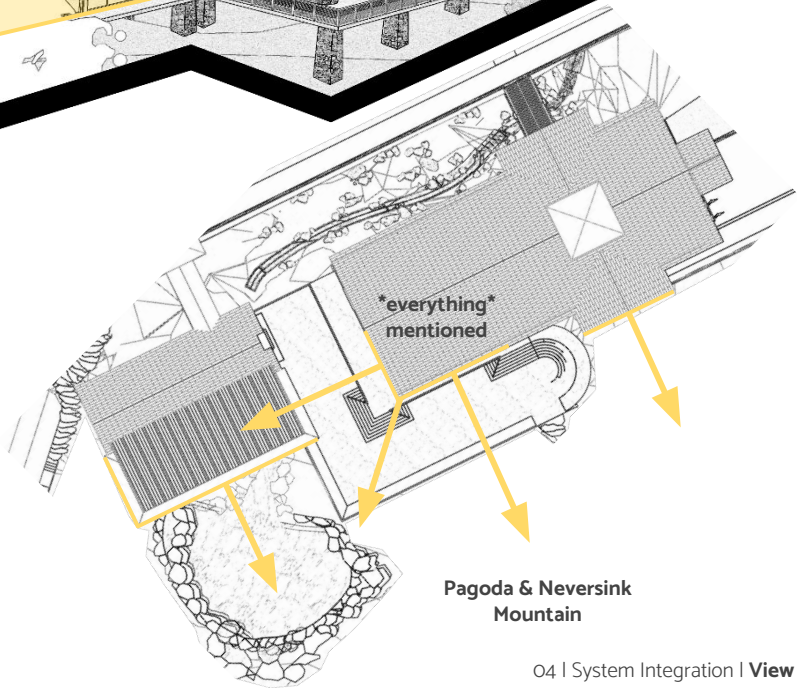 *everything*
mentioned
Pagoda & Neversink
Mountain
04 | System Integration | View